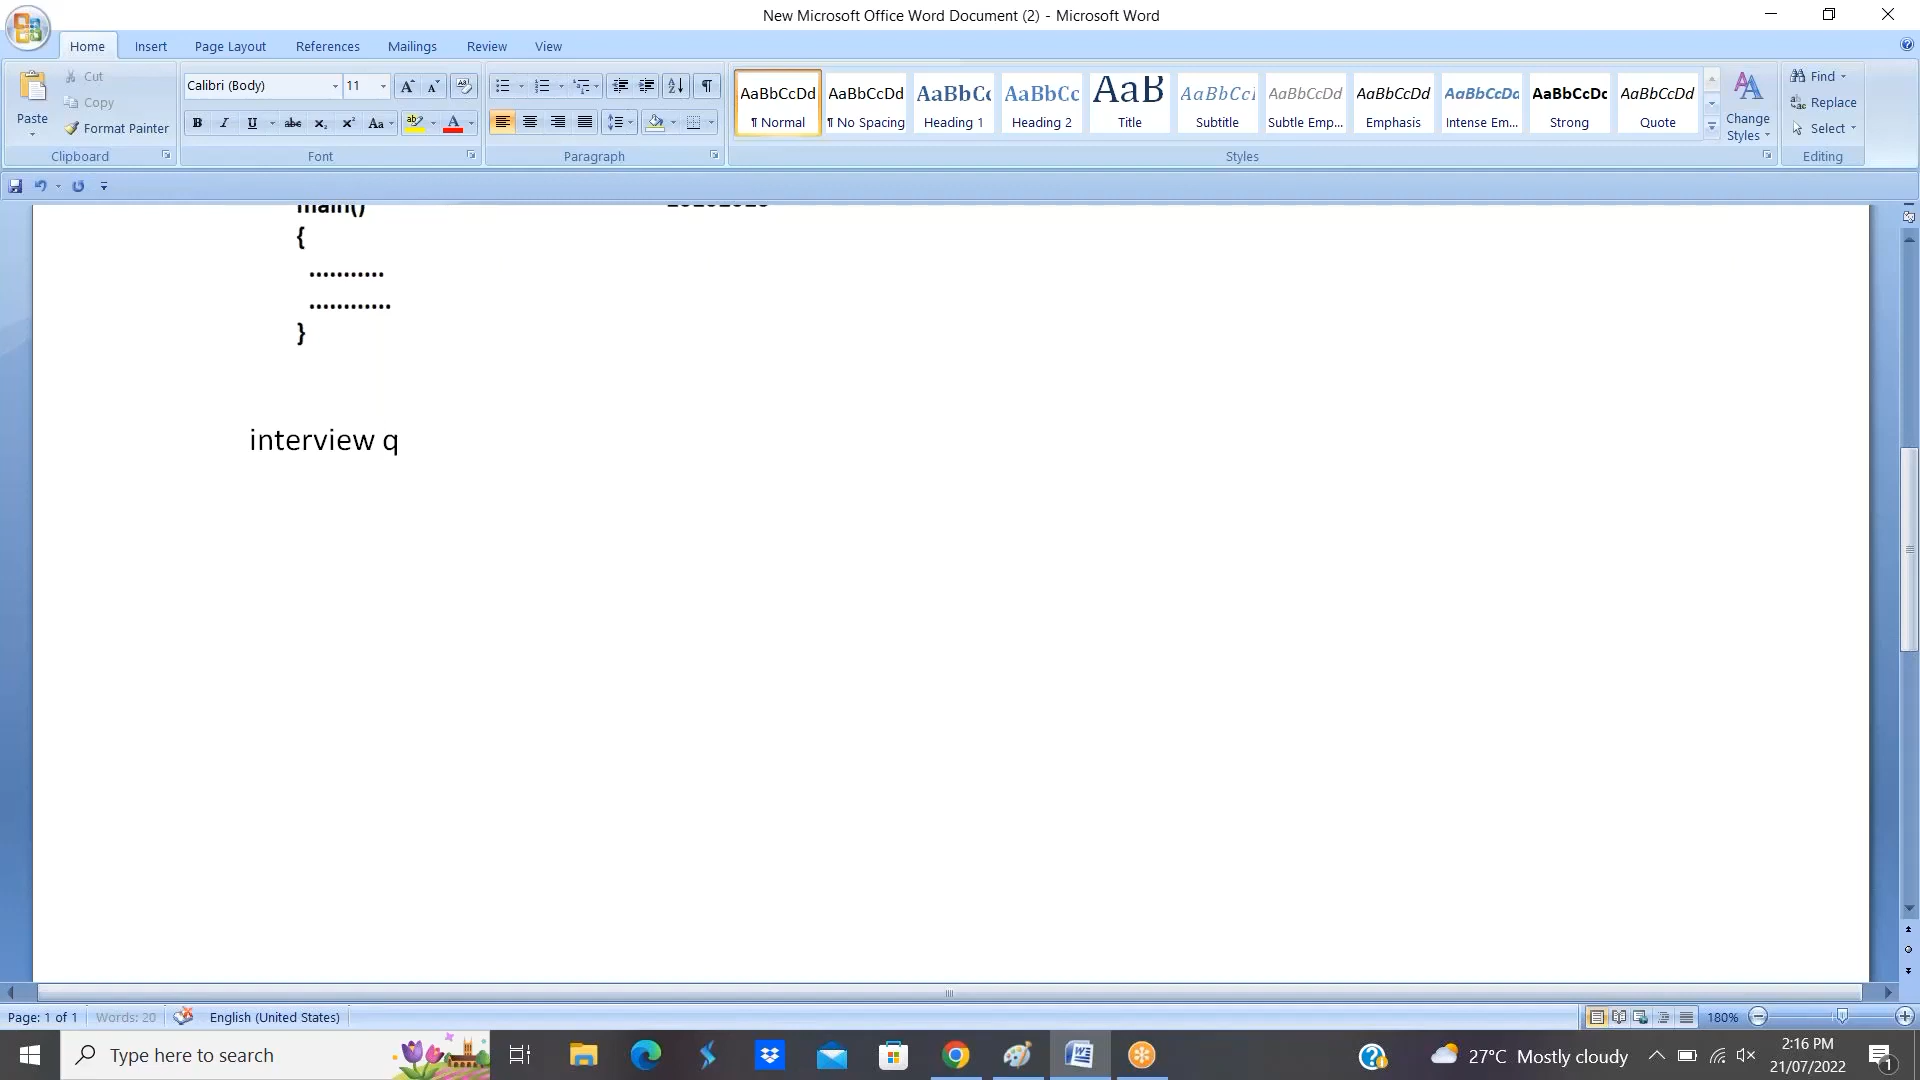 New Microsoft Office Word Document (2) - Microsoft Word
Home Insert Page Layout References Mailings Review View
Paste
Cut
Copy
Format Painter
Clipboard
Calibri (Body) 11
Font
Paragraph
AaBbCcDd AaBbCcDd AaBbCc AaBbCc AaB AaBbCcI AaBbCcDd AaBbCcDd AaBbCcDd AaBbCcDc AaBbCcDd
¶ Normal ¶ No Spacing Heading 1 Heading 2 Title Subtitle Subtle Emp... Emphasis Intense Em... Strong Quote
Change
Styles
Styles
Find
Replace
Select
Editing
main()
{
...........
............
}
interview q
Page: 1 of 1 Words: 20 English (United States) 180%
Type here to search
27°C Mostly cloudy
2:16 PM
21/07/2022
1